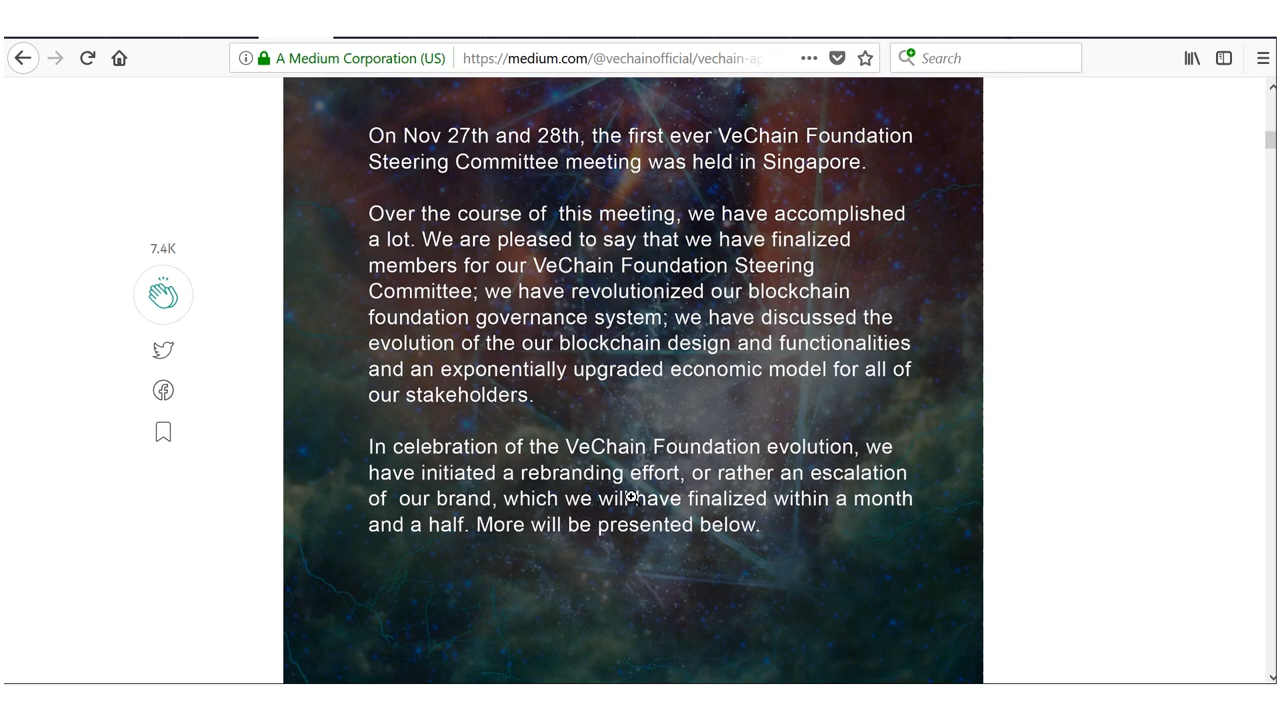 A Medium Corporation (US)
https://medium.com/@vechainofficial/vechain-ap
Search
On Nov 27th and 28th, the first ever VeChain Foundation
Steering Committee meeting was held in Singapore.
Over the course of  this meeting, we have accomplished
a lot. We are pleased to say that we have finalized
members for our VeChain Foundation Steering
Committee; we have revolutionized our blockchain
foundation governance system; we have discussed the
evolution of the our blockchain design and functionalities
and an exponentially upgraded economic model for all of
our stakeholders.
7.4K
In celebration of the VeChain Foundation evolution, we
have initiated a rebranding effort, or rather an escalation
of  our brand, which we will have finalized within a month
and a half. More will be presented below.